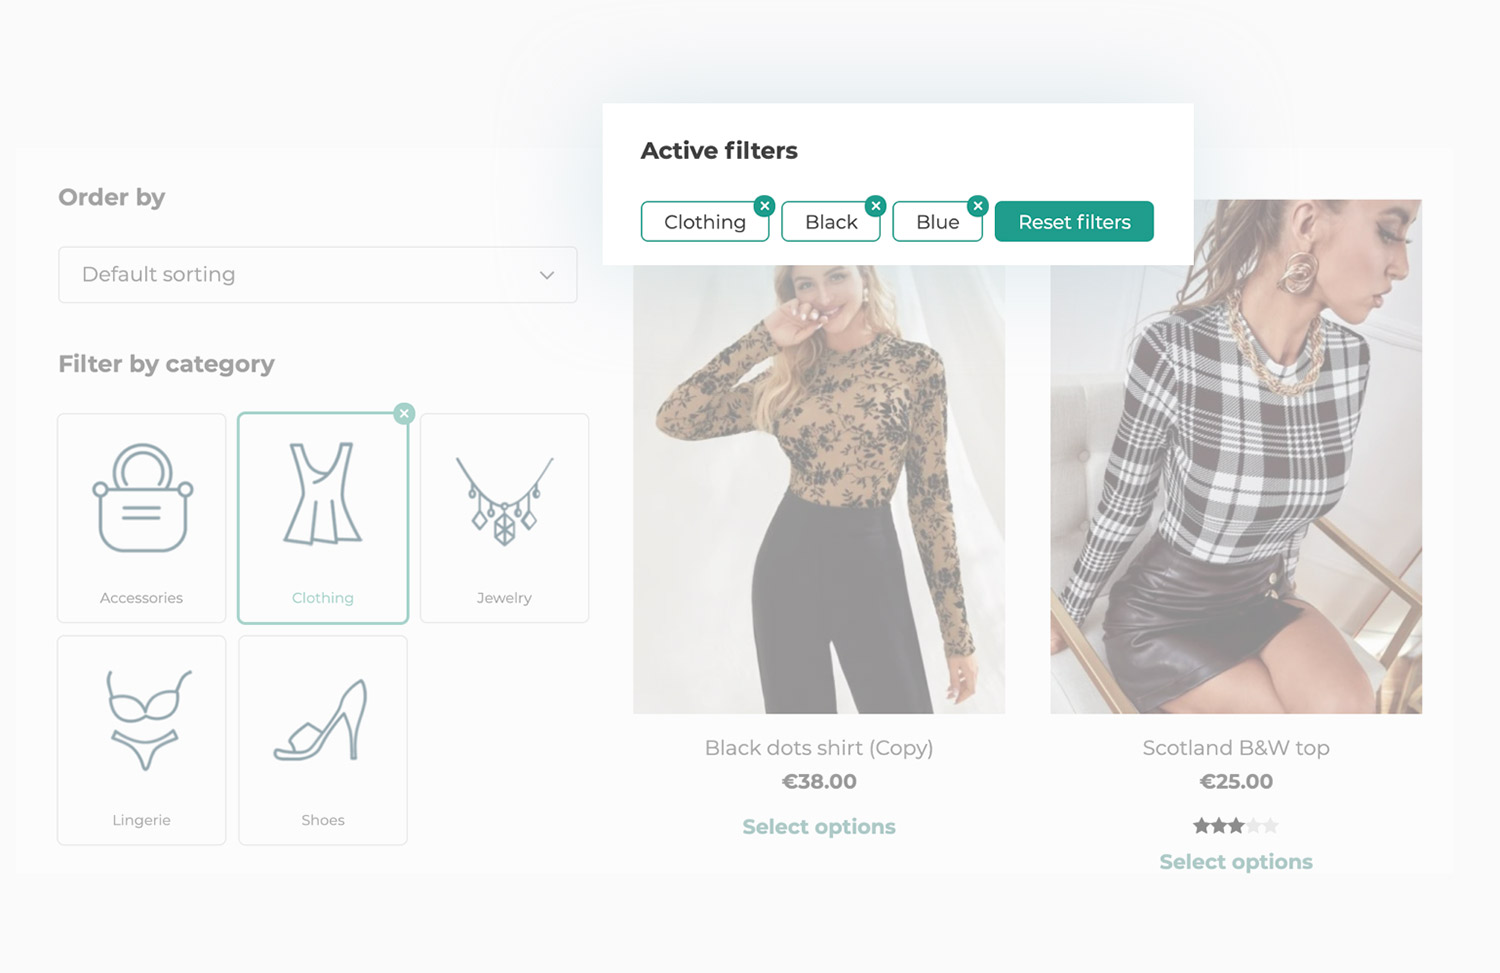 Active filters
Clothing
Black
Blue
Reset filters
Order by
Default sorting
Filter by category
Accessories
Clothing
Jewelry
Lingerie
Shoes
Black dots shirt (Copy)
€38.00
Select options
Scotland B&W top
€25.00
Select options